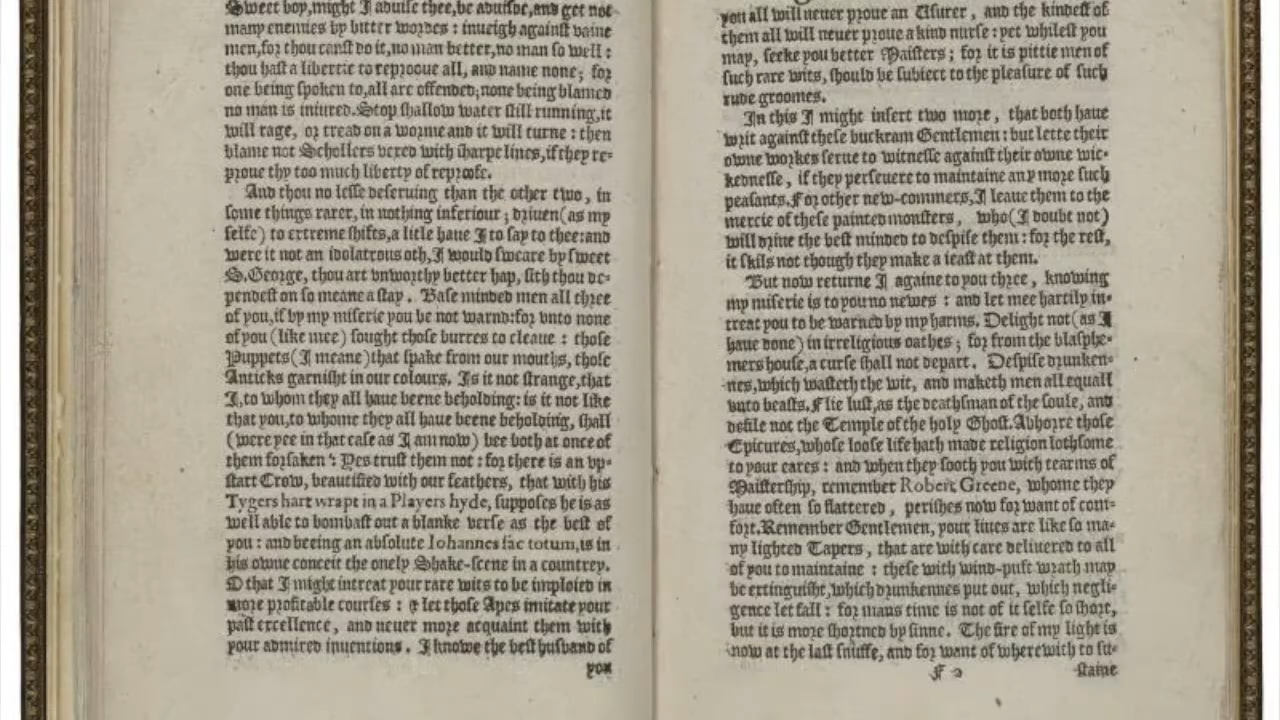 Sweet boy,might I aduise thee,be aduisde,and get not
many enemies by bitter wordes : inueigh against vaine
men,for thou canst do it,no man better,no man so well :
thou hast a libertie to reprooue all, and name none; for
one being spoken to,all are offended;none being blamed
no man is iniured.Stop shallow water still running,it
will rage, or tread on a worme and it will turne : then
blame not Schollers vexed with sharpe lines,if they re-
proue thy too much liberty of reproofe.
And thou no lesse deseruing than the other two, in
some things rarer, in nothing inferiour ; driuen(as my
selfe) to extreme shifts,a litle haue I to say to thee:and
were it not an idolatrous oth,I would sweare by sweet
S.George, thou art vnworthy better hap, sith thou de-
pendest on so meane a stay . Base minded men all three
of you,if by my miserie you be not warnd:for vnto none
of you (like mee) sought those burres to cleaue : those
Puppets(I meane)that spake from our mouths, those
Anticks garnisht in our colours. Is it not strange,that
I,to whom they all haue beene beholding: is it not like
that you,to whome they all haue beene beholding, shall
(were yee in that case as I am now) bee both at once of
them forsaken ? Yes trust them not : for there is an vp-
start Crow, beautified with our feathers, that with his
Tygers hart wrapt in a Players hyde, supposes he is as
well able to bombast out a blanke verse as the best of
you : and beeing an absolute Iohannes fac totum,is in
his owne conceit the onely Shake-scene in a countrey.
O that I might intreat your rare wits to be imploied in
more profitable courses : & let those Apes imitate your
past excellence, and neuer more acquaint them with
your admired inuentions . I knowe the best husband of
you
you all will neuer proue an Usurer , and the kindest of
them all will neuer proue a kind nurse : yet whilest you
may, seeke you better Maisters ; for it is pittie men of
such rare wits, should be subiect to the pleasure of such
rude groomes.
In this I might insert two more, that both haue
writ against these buckram Gentlemen : but lette their
owne workes serue to witnesse against their owne wic-
kednesse , if they perseuere to maintaine any more such
peasants.For other new-commers,I leaue them to the
mercie of these painted monsters, who(I doubt not)
will driue the best minded to despise them : for the rest,
it skils not though they make a ieast at them.
But now returne I againe to you three, knowing
my miserie is to you no newes : and let mee hartily in-
treat you to be warned by my harms. Delight not(as I
haue done) in irreligious oathes ; for from the blasphe-
mers house,a curse shall not depart. Despise drunken-
nes,which wasteth the wit, and maketh men all equall
vnto beasts.Flie lust,as the deathsman of the soule, and
defile not the Temple of the holy Ghost.Abhorre those
Epicures,whose loose life hath made religion lothsome
to your eares : and when they sooth you with tearms of
Maistership, remember Robert Greene, whome they
haue often so flattered , perishes now for want of com-
fort.Remember Gentlemen, your liues are like so ma-
ny lighted Tapers , that are with care deliuered to all
of you to maintaine : these with wind-puft wrath may
be extinguisht,which drunkennes put out, which negli-
gence let fall : for mans time is not of it selfe so short,
but it is more shortned by sinne. The fire of my light is
now at the last snuffe, and for want of wherewith to su-
F 2 staine